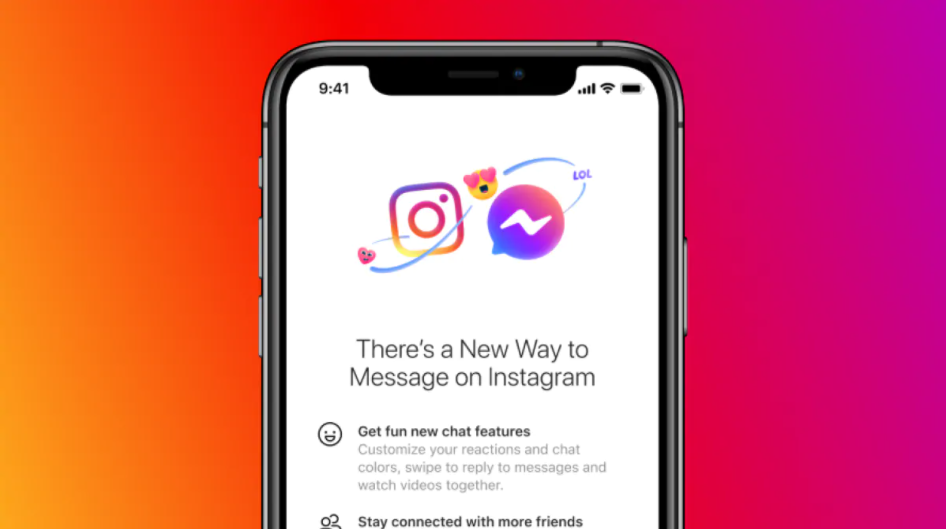 9:41
LOL
There's a New Way to
Message on Instagram
Get fun new chat features
Customize your reactions and chat
colors, swipe to reply to messages and
watch videos together.
Stay connected with more friends